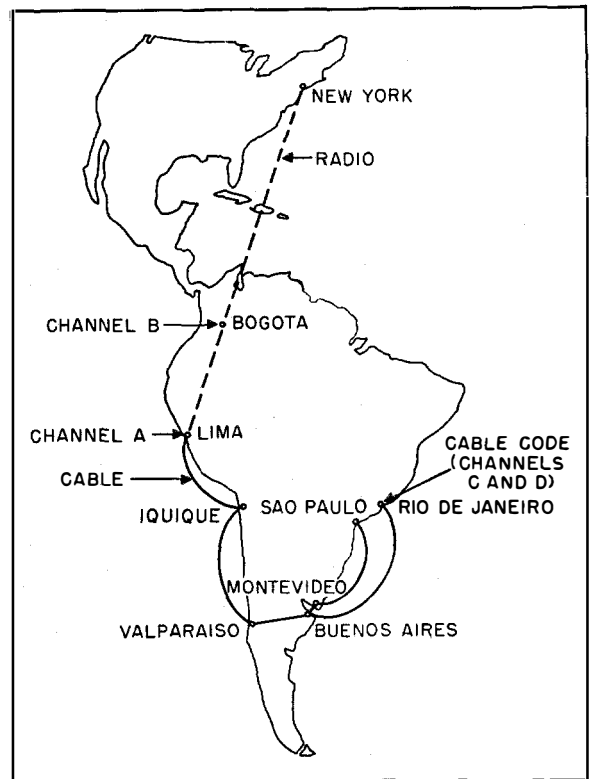 NEW YORK
RADIO
CHANNEL B
BOGOTA
CHANNEL A
LIMA
CABLE CODE
(CHANNELS
C AND D)
CABLE
IQUIQUE
SAO PAULO
RIO DE JANEIRO
MONTEVIDEO
VALPARAISO
BUENOS AIRES